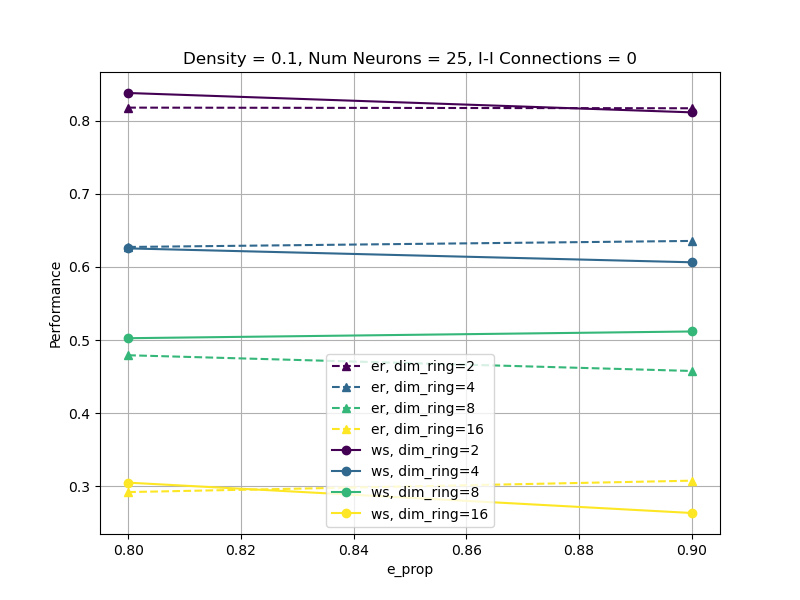 Density = 0.1, Num Neurons = 25, I-I Connections = 0
Performance
0.8
0.7
0.6
0.5
0.4
0.3
er, dim_ring=2
er, dim_ring=4
er, dim_ring=8
er, dim_ring=16
ws, dim_ring=2
ws, dim_ring=4
ws, dim_ring=8
ws, dim_ring=16
0.80 0.82 0.84 0.86 0.88 0.90
e_prop